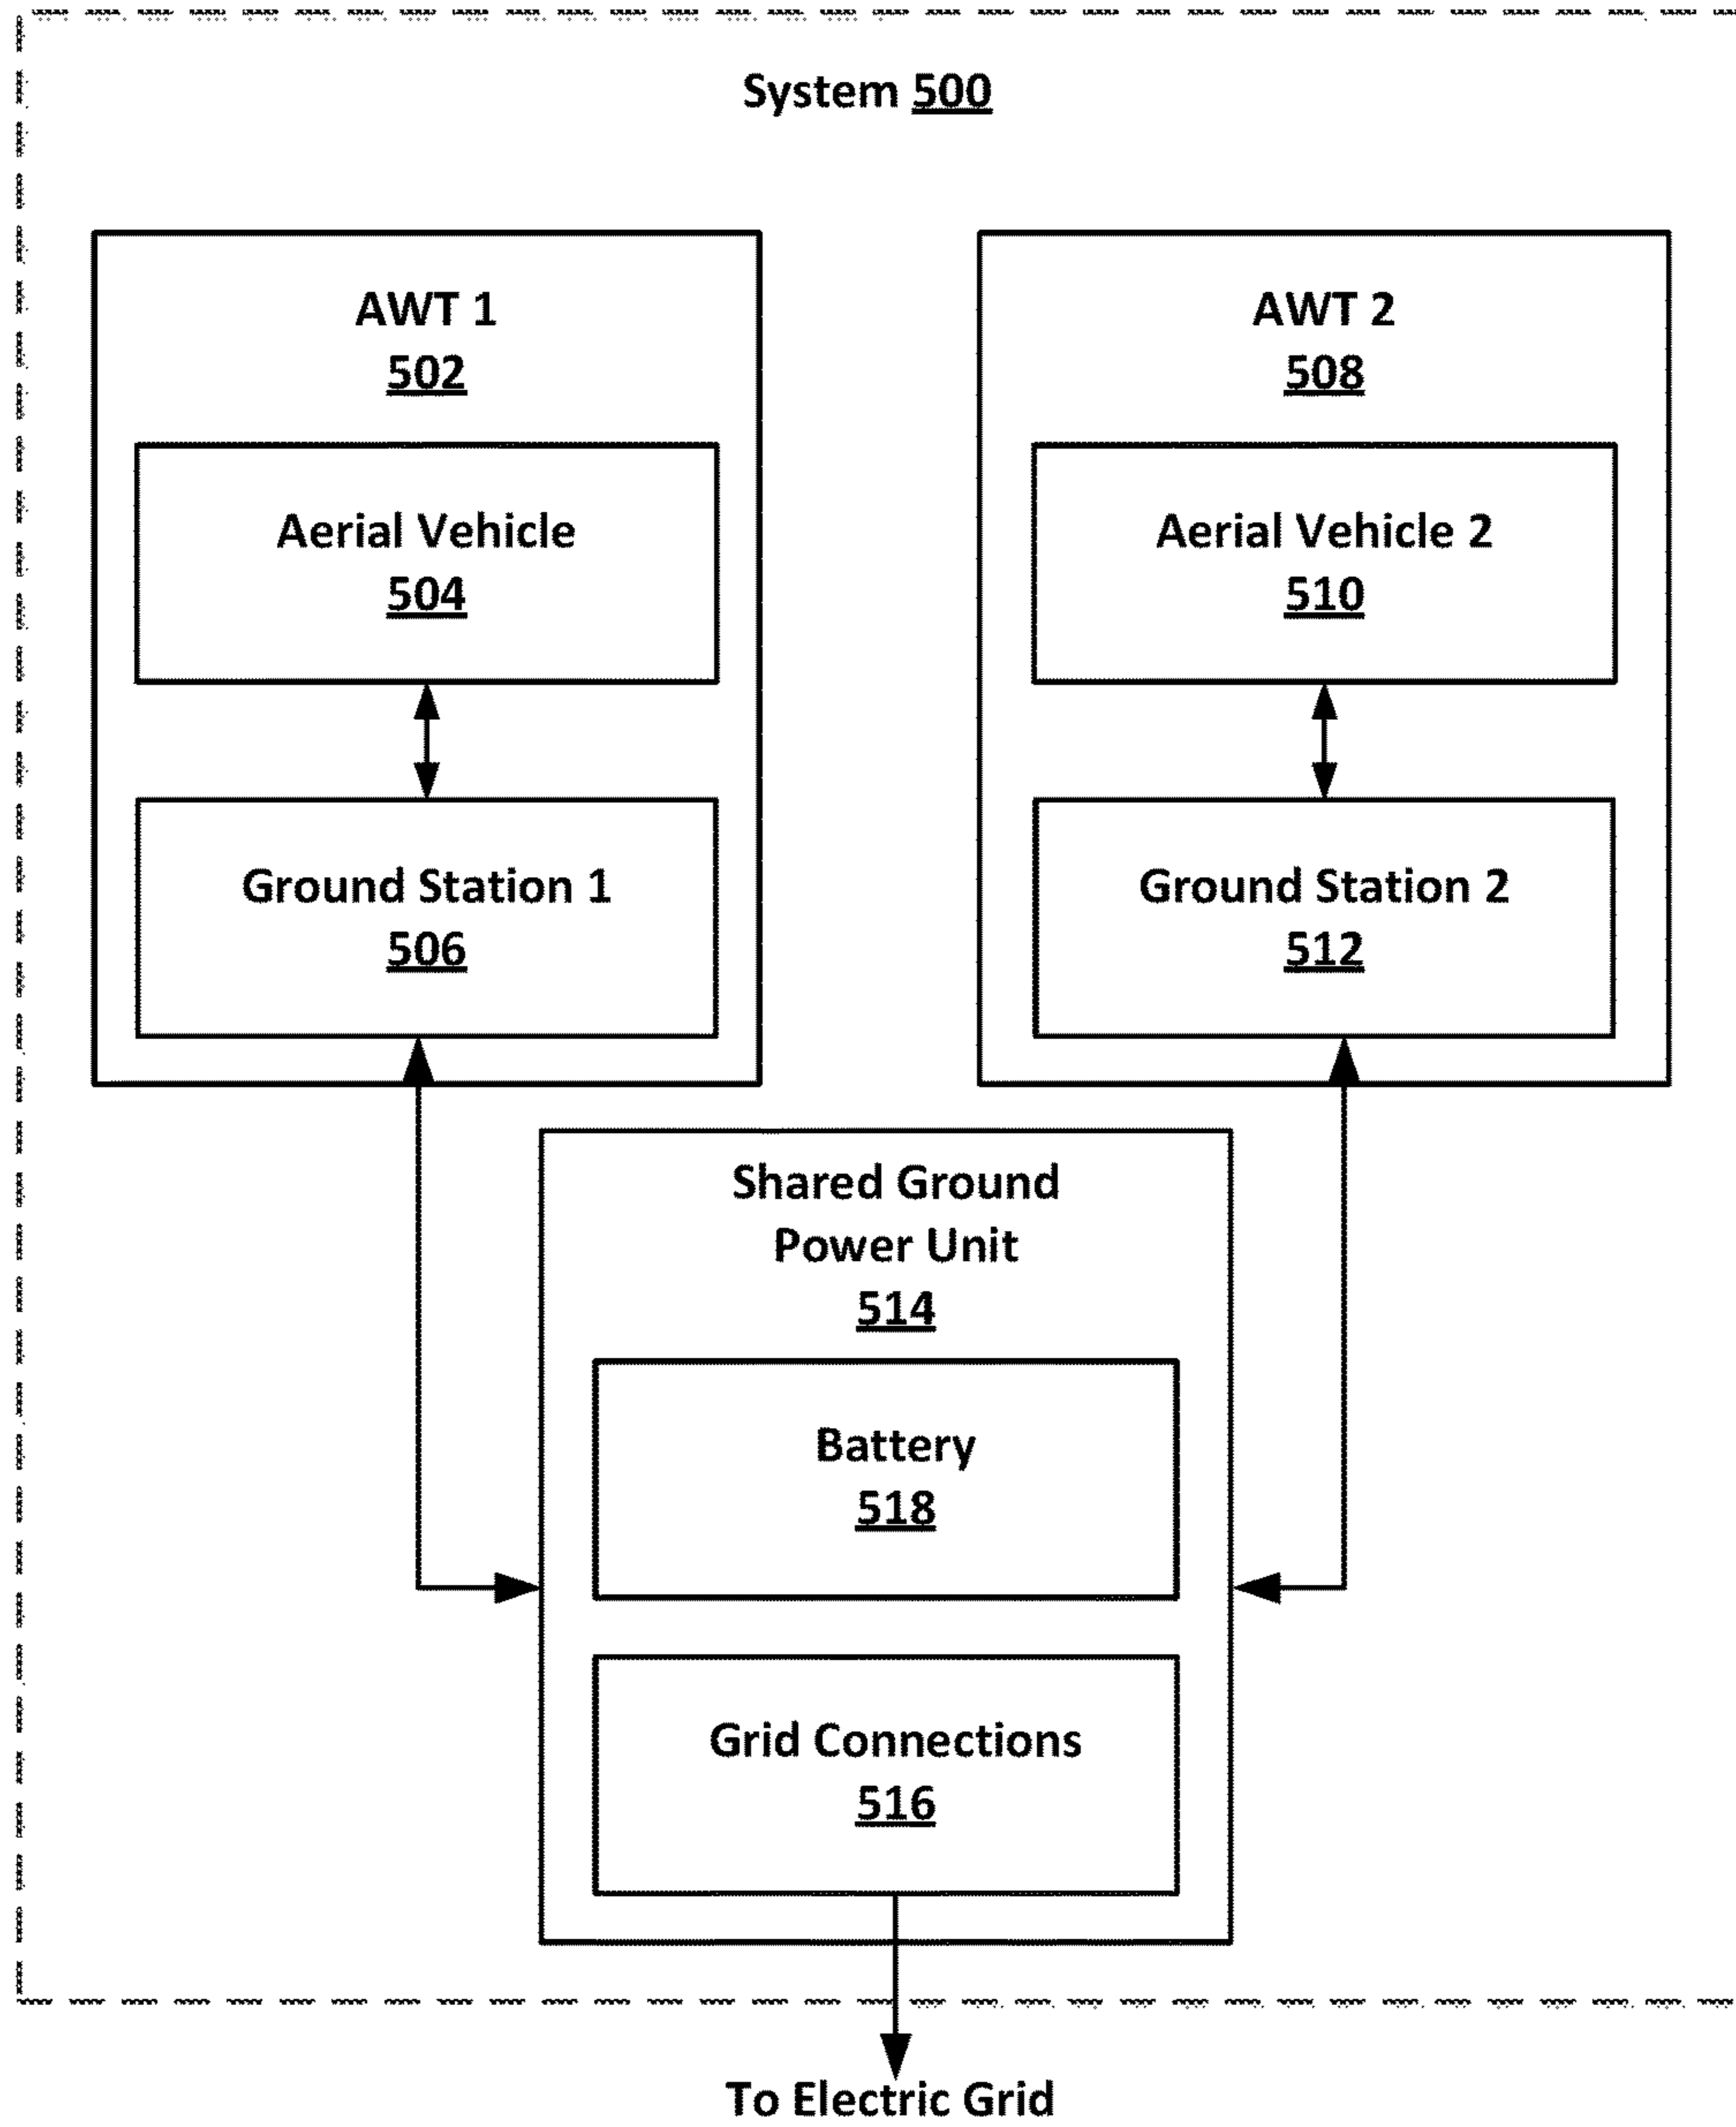 System 500
AWT 1
502
Aerial Vehicle
504
Ground Station 1
506
AWT 2
508
Aerial Vehicle 2
510
Ground Station 2
512
Shared Ground
Power Unit
514
Battery
518
Grid Connections
516
To Electric Grid